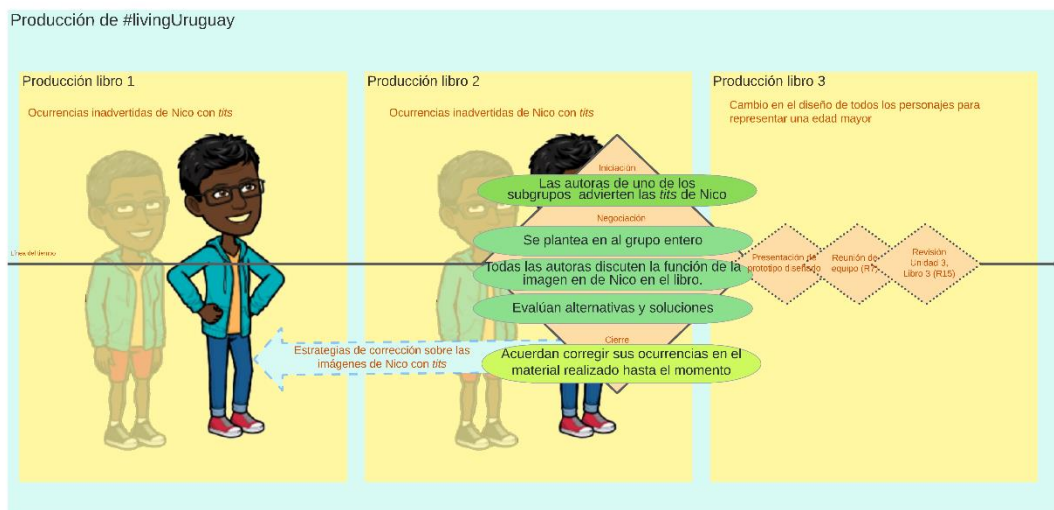 Producción de #livingUruguay
Producción libro 1
Ocurrencias inadvertidas de Nico con tits
Producción libro 2
Ocurrencias inadvertidas de Nico con tits
Producción libro 3
Cambio en el diseño de todos los personajes para
representar una edad mayor
Iniciación
Las autoras de uno de los
subgrupos advierten las tits de Nico
Negociación
Se plantea en al grupo entero
Línea del tiempo
Todas las autoras discuten la función de la
imagen en de Nico en el libro.
Evalúan alternativas y soluciones
Cierre
Acuerdan corregir sus ocurrencias en el
material realizado hasta el momento
Estrategias de corrección sobre las
imágenes de Nico con tits
Presentación de
prototipo diseñado
Reunión de
equipo (R7)
Revisión
Unidad 3,
Libro 3 (R15)